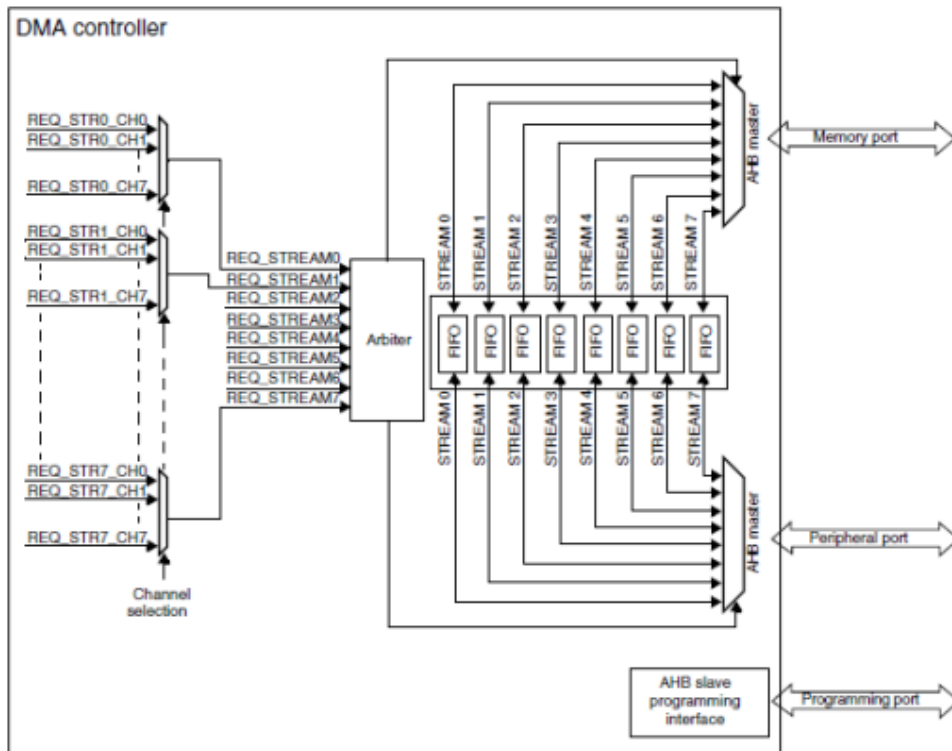 DMA controller
REQ_STR0_CH0
REQ_STR0_CH1
REQ_STR0_CH7
REQ_STR1_CH0
REQ_STR1_CH1
REQ_STR1_CH7
REQ_STR7_CH0
REQ_STR7_CH1
REQ_STR7_CH7
Channel
selection
REQ_STREAM0
REQ_STREAM1
REQ_STREAM2
REQ_STREAM3
REQ_STREAM4
REQ_STREAM5
REQ_STREAM6
REQ_STREAM7
Arbiter
STREAM 0
STREAM 1
STREAM 2
STREAM 3
STREAM 4
STREAM 5
STREAM 6
STREAM 7
FIFO
FIFO
FIFO
FIFO
FIFO
FIFO
FIFO
FIFO
STREAM 0
STREAM 1
STREAM 2
STREAM 3
STREAM 4
STREAM 5
STREAM 6
STREAM 7
AHB master
Memory port
AHB master
Peripheral port
AHB slave
programming
interface
Programming port